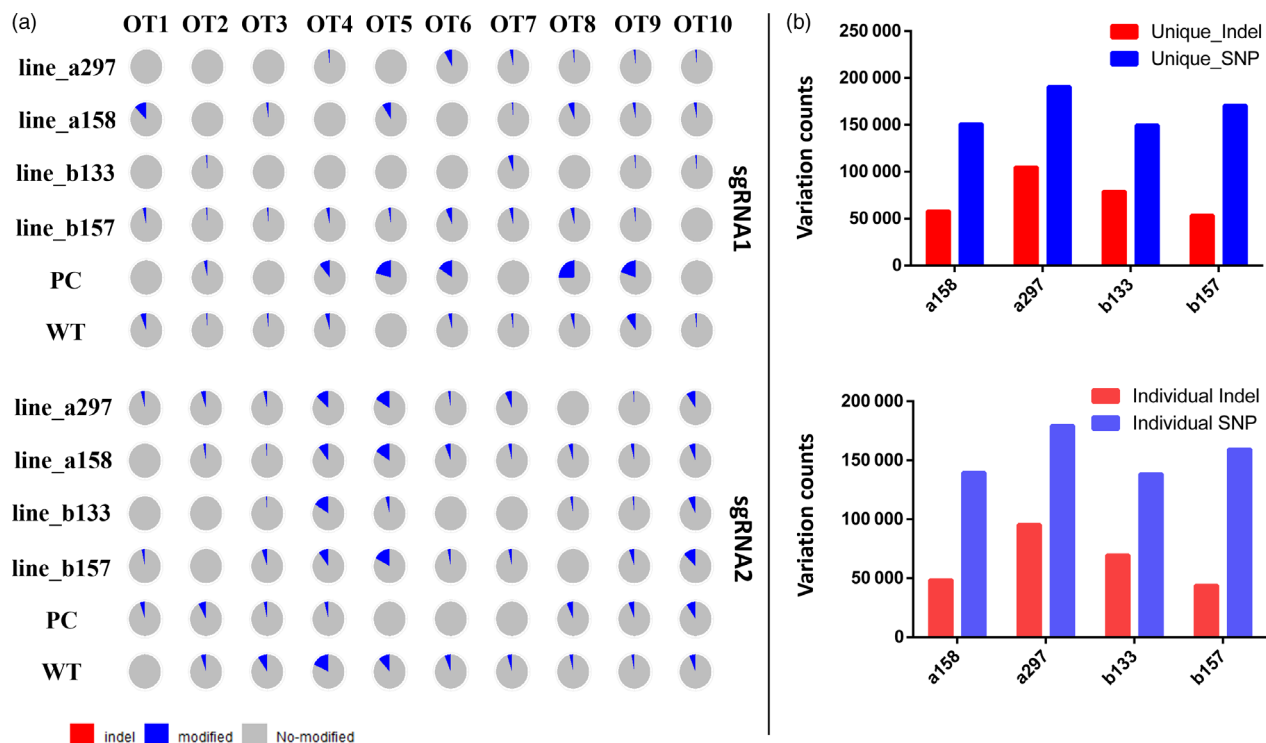 (a)
OT1 OT2 OT3 OT4 OT5 OT6 OT7 OT8 OT9 OT10
line_a297
line_a158
line_b133
line_b157
PC
WT
sgRNA1
line_a297
line_a158
line_b133
line_b157
PC
WT
sgRNA2
indel modified No-modified
(b)
Unique_Indel
Unique_SNP
Variation counts
250 000
200 000
150 000
100 000
50 000
0
a158 a297 b133 b157
Individual Indel
Individual SNP
Variation counts
200 000
150 000
100 000
50 000
0
a158 a297 b133 b157